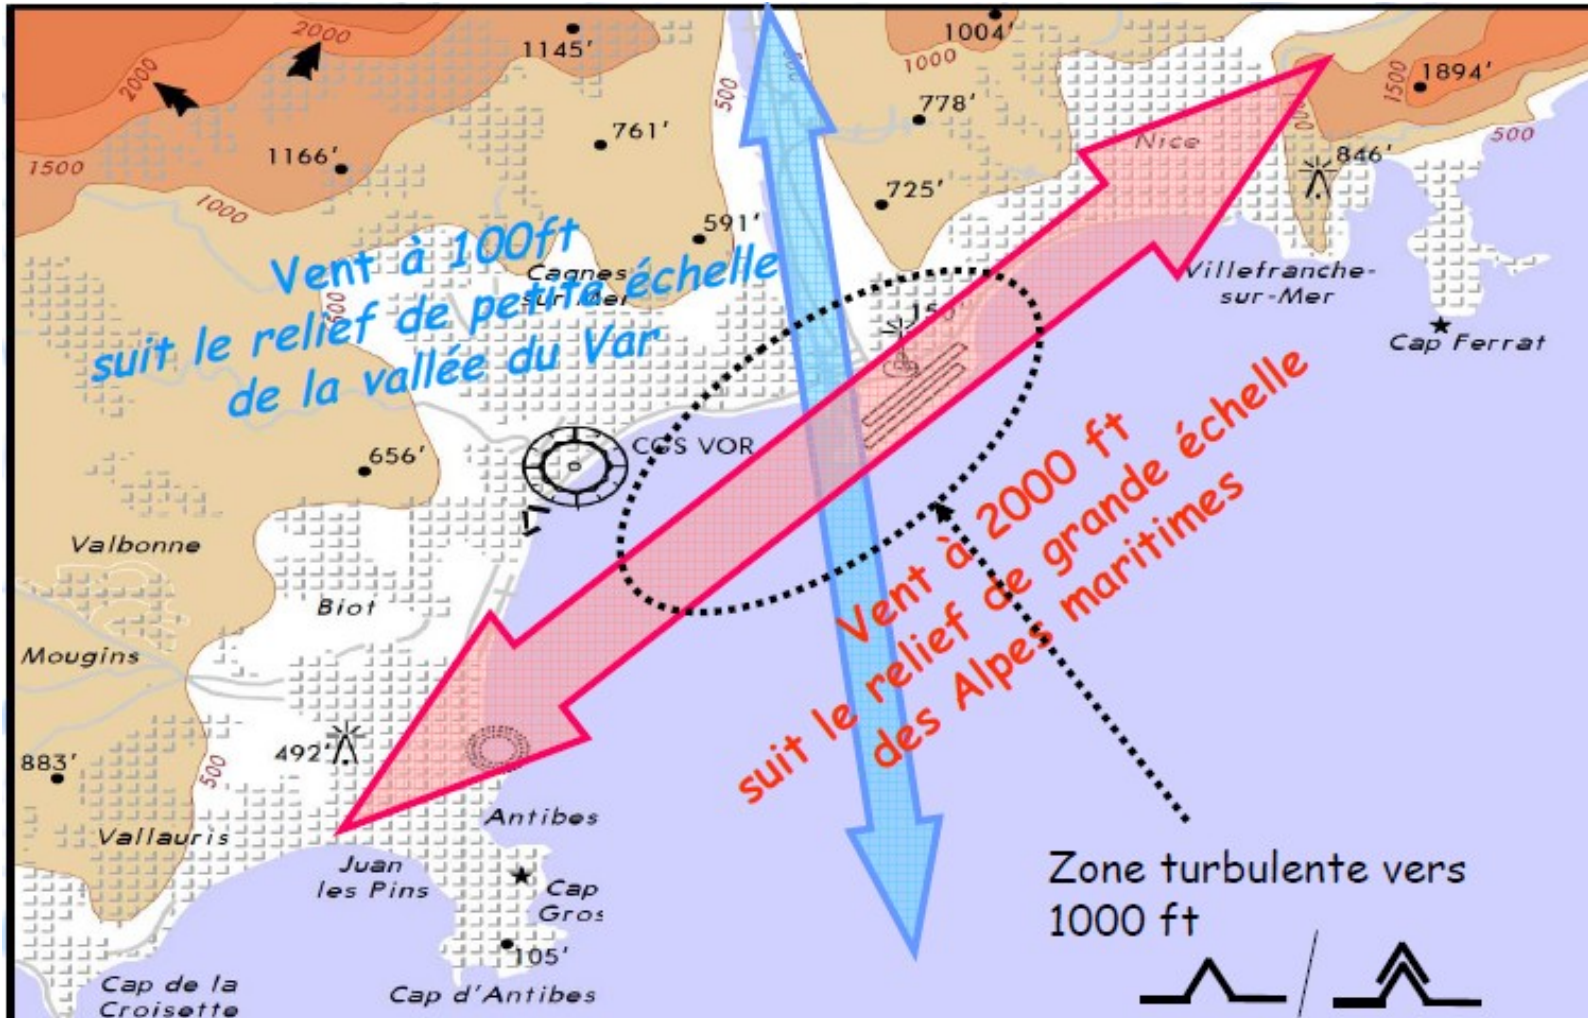 2000
1145'
1004'
2000
500
1000
1894'
1500
778'
761'
500
1166'
Nice
1500
846'
1000
725'
591'
Vent à 100ft
suit le relief de petite échelle
de la vallée du Var
Cagnes
sur-Mer
Villefranche-
sur-Mer
Cap Ferrat
CGS VOR
656'
Vent à 2000 ft
suit le relief de grande échelle
des Alpes maritimes
Valbonne
Biot
Mougins
492'
883'
500
Vallauris
Antibes
Juan
les Pins
Cap
Gros
105'
Cap d'Antibes
Cap de la
Croisette
Zone turbulente vers
1000 ft